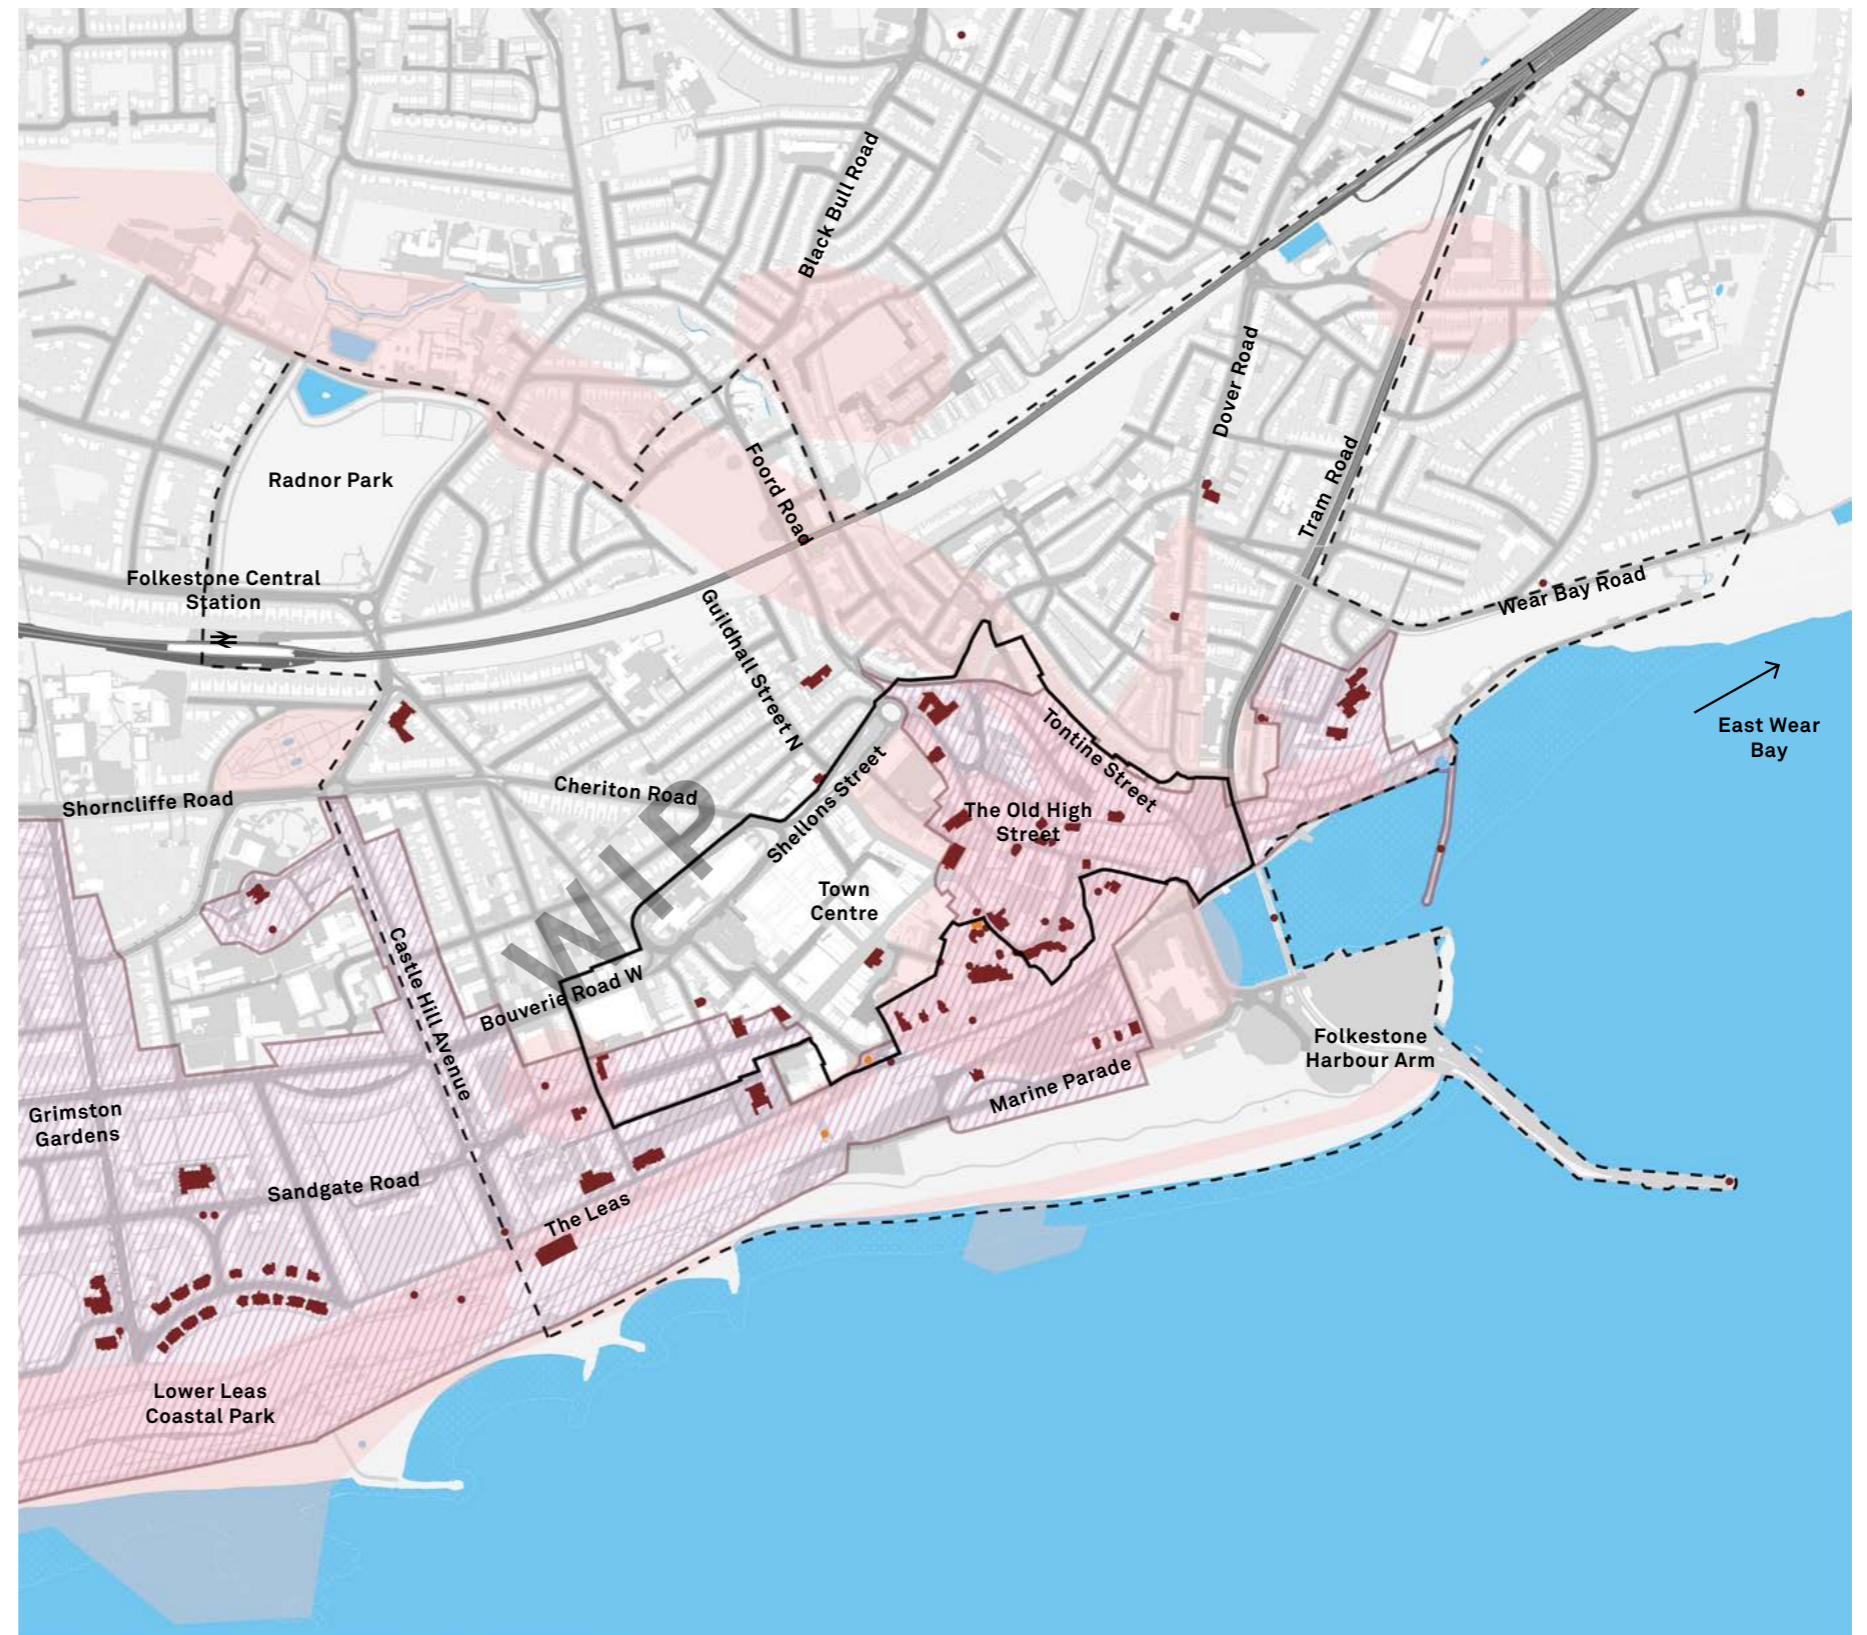 Black Bull Road
Dover Road
Radnor Park
Foord Road
Tram Road
Folkestone Central
Station
Wear Bay Road
Guildhall Street N
East Wear
Bay
Tontine Street
Cheriton Road
Shorncliffe Road
Shellons Street
The Old High
Street
WIP
Town
Centre
Castle Hill Avenue
Bouverie Road W
Folkestone
Harbour Arm
Marine Parade
Grimston
Gardens
Sandgate Road
The Leas
Lower Leas
Coastal Park